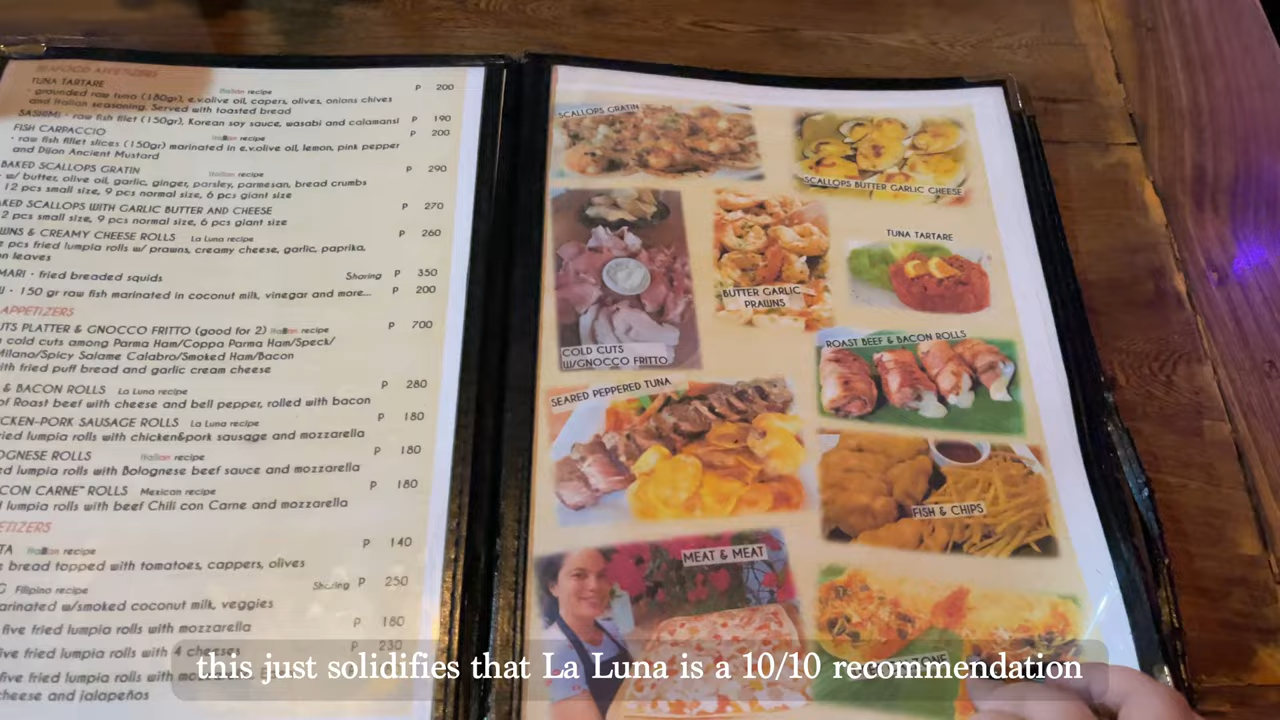 SEAFOOD APPETIZERS
TUNA TARTARE Italian recipe P 200
- grounded raw tuna (180gr), e.v.olive oil, capers, olives, onions chives
and Italian seasoning. Served with toasted bread
SASHIMI - raw fish filet (150gr), Korean soy sauce, wasabi and calamansi P 190
FISH CARPACCIO Italian recipe P 200
- raw fish fillet slices (150gr) marinated in e.v.olive oil, lemon, pink pepper
and Dijon Ancient Mustard
BAKED SCALLOPS GRATIN Italian recipe P 290
- w/ butter, olive oil, garlic, ginger, parsley, parmesan, bread crumbs
12 pcs small size, 9 pcs normal size, 6 pcs giant size
AKED SCALLOPS WITH GARLIC BUTTER AND CHEESE P 270
2 pcs small size, 9 pcs normal size, 6 pcs giant size
WNS & CREAMY CHEESE ROLLS La Luna recipe P 260
pcs fried lumpia rolls w/ prawns, creamy cheese, garlic, paprika,
n leaves
MARI - fried breaded squids Sharing P 350
- 150 gr raw fish marinated in coconut milk, vinegar and more... P 200
APPETIZERS
UTS PLATTER & GNOCCO FRITTO (good for 2) Italian recipe P 700
cold cuts among Parma Ham/Coppa Parma Ham/Speck/
Milana/Spicy Salame Calabro/Smoked Ham/Bacon
ith fried puff bread and garlic cream cheese
& BACON ROLLS La Luna recipe P 280
of Roast beef with cheese and bell pepper, rolled with bacon
CKEN-PORK SAUSAGE ROLLS La Luna recipe P 180
ried lumpia rolls with chicken&pork sausage and mozzarella
OGNESE ROLLS Italian recipe P 180
ed lumpia rolls with Bolognese beef sauce and mozzarella
CON CARNE" ROLLS Mexican recipe P 180
d lumpia rolls with beef Chili con Carne and mozzarella
ETIZERS
TA Italian recipe P 140
bread topped with tomatoes, cappers, olives
G Filipino recipe Sharing P 250
arinated w/smoked coconut milk, veggies
five fried lumpia rolls with mozzarella P 180
ive fried lumpia rolls with 4 cheeses P 230
five fried lumpia rolls with
cheese and jalapeños
SCALLOPS GRATIN
SCALLOPS BUTTER GARLIC CHEESE
BUTTER GARLIC
PRAWNS
TUNA TARTARE
COLD CUTS
W/GNOCCO FRITTO
ROAST BEEF & BACON ROLLS
SEARED PEPPERED TUNA
FISH & CHIPS
MEAT & MEAT
this just solidifies that La Luna is a 10/10 recommendation